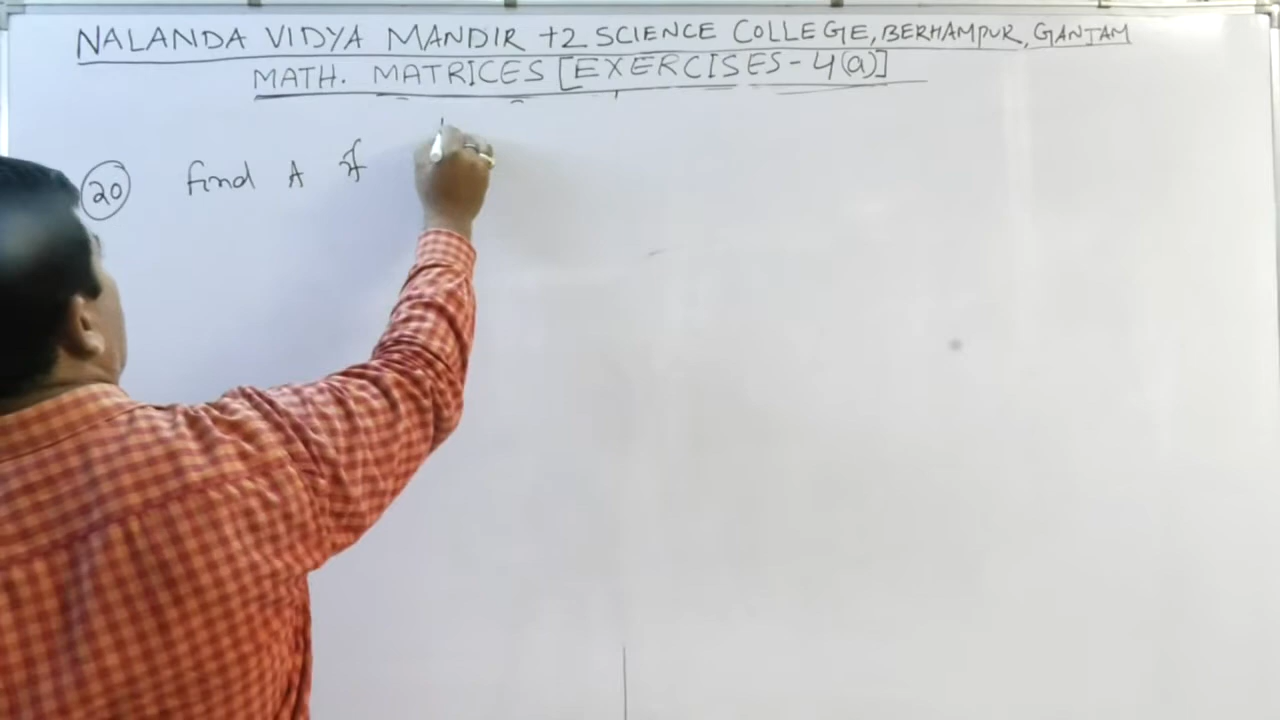 NALANDA VIDYA MANDIR +2 SCIENCE COLLEGE, BERHAMPUR, GANJAM
MATH. MATRICES [EXERCISES - 4(a)]
20 Find A if